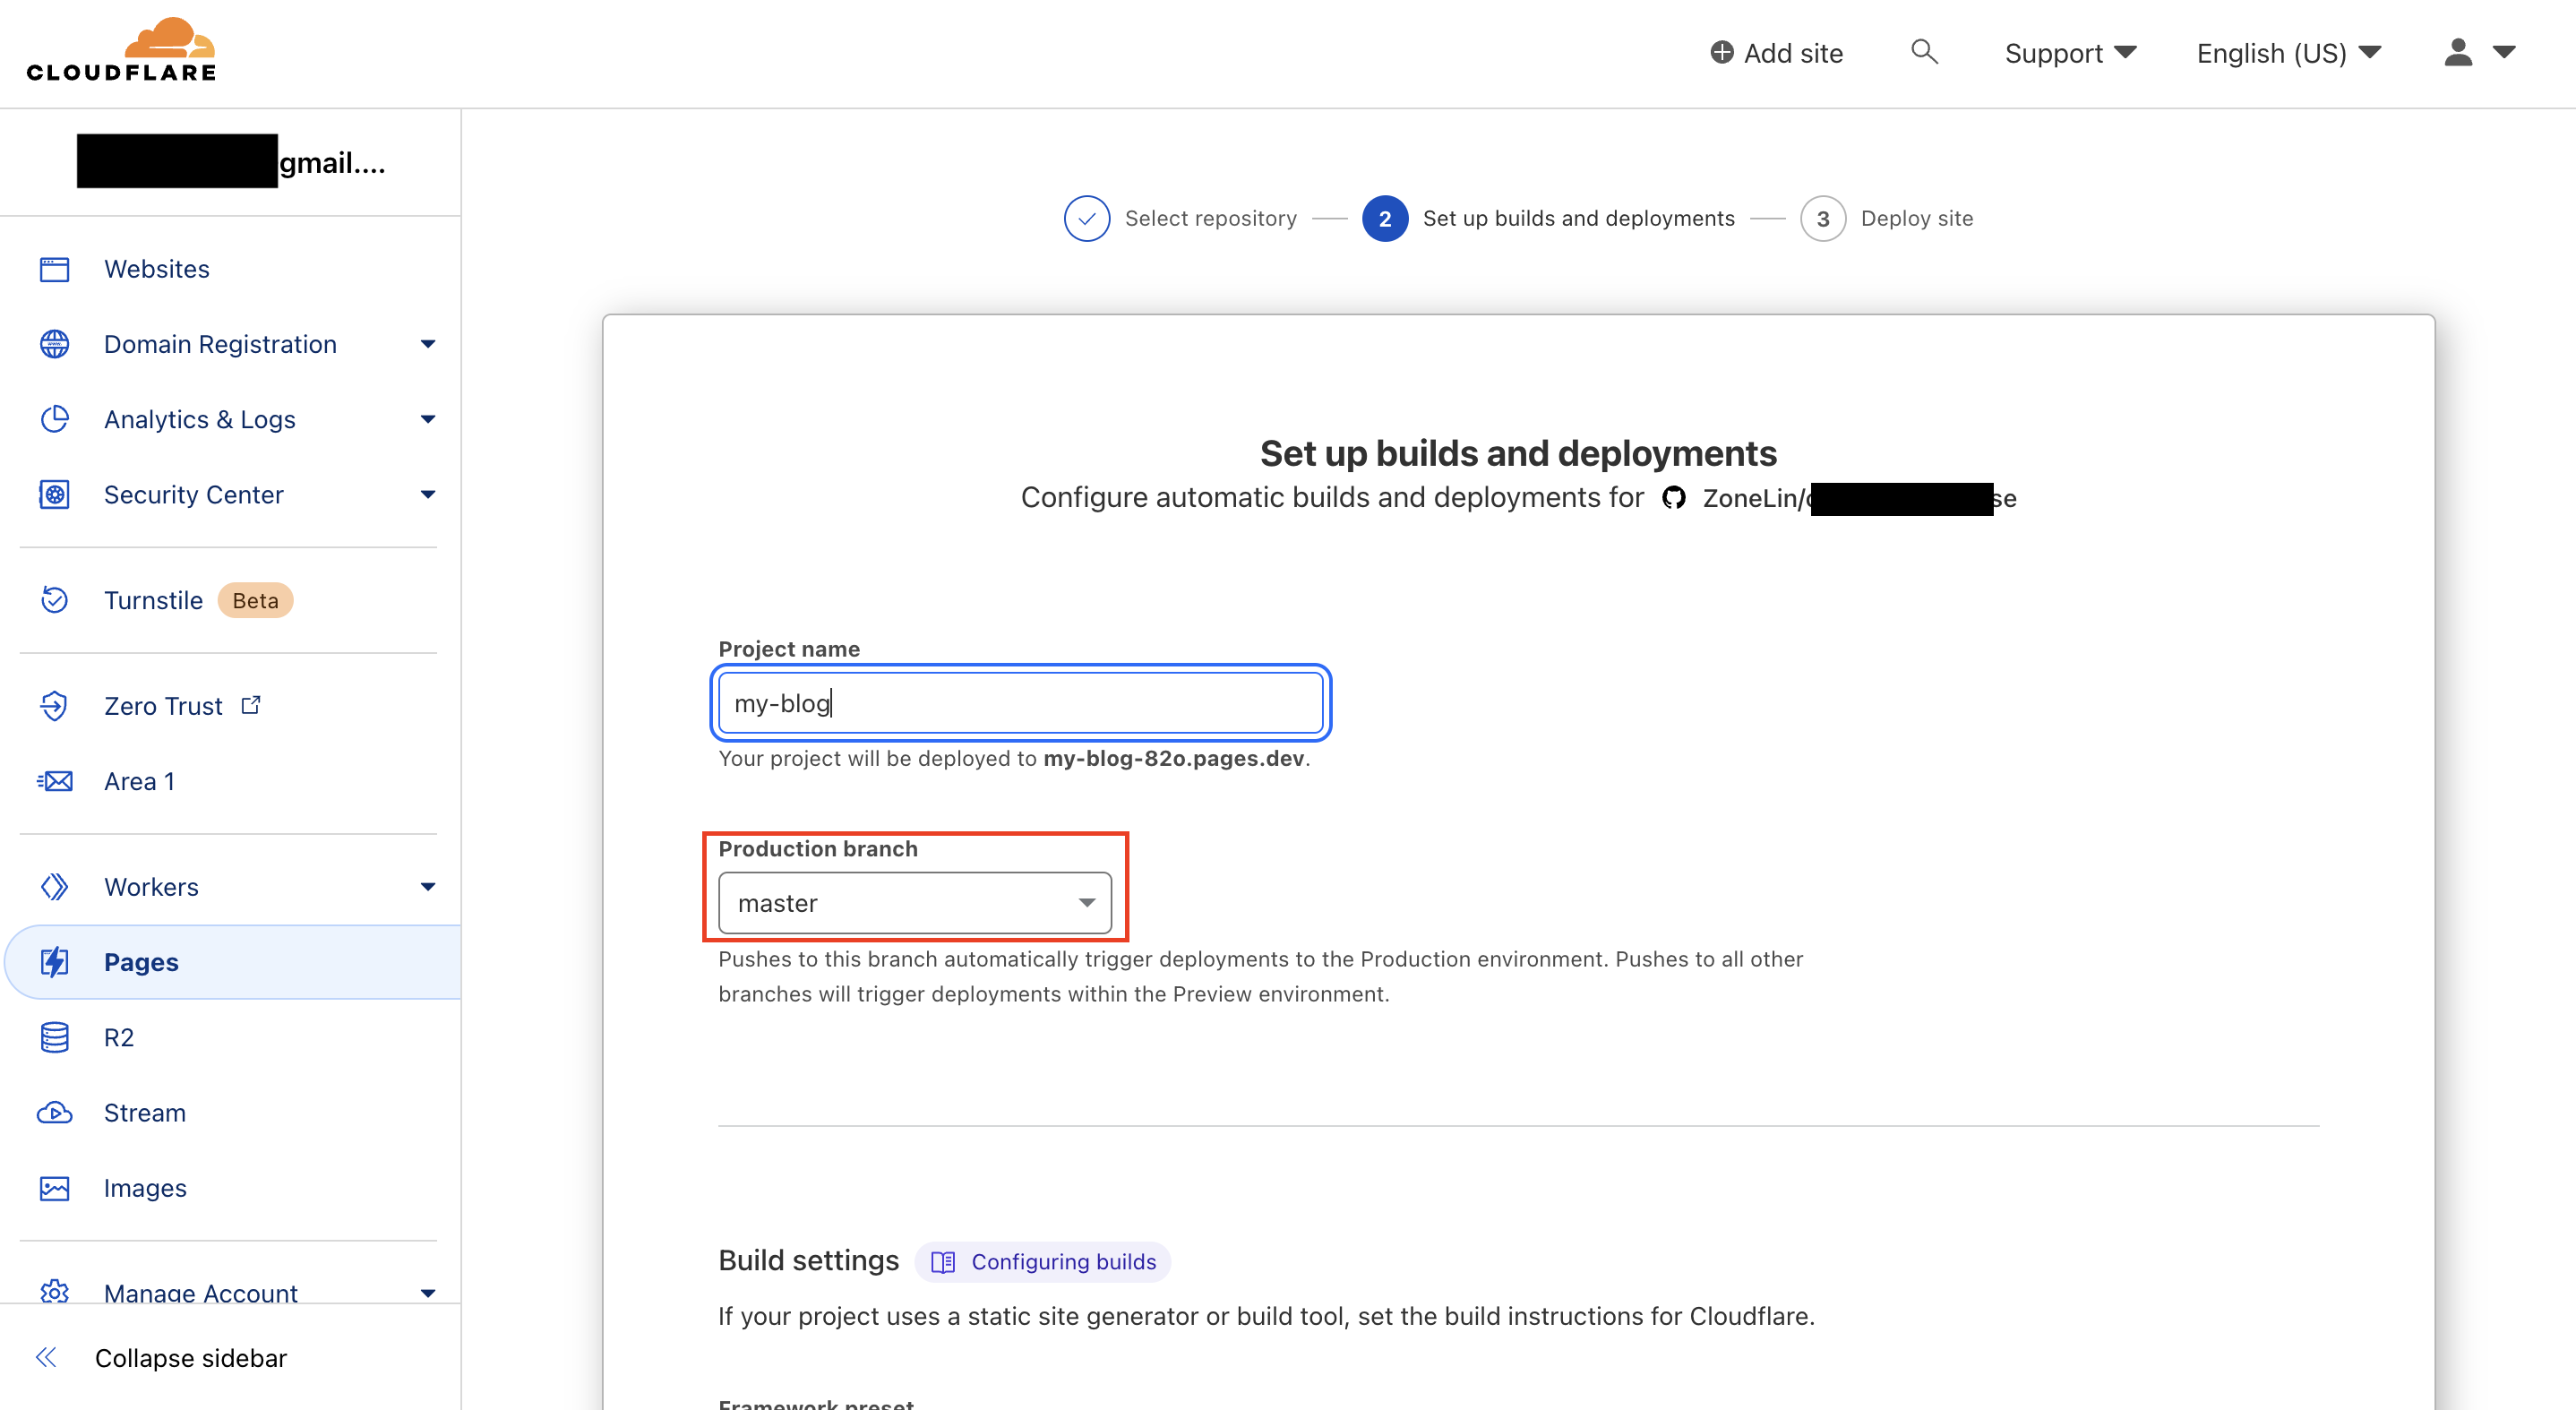 CLOUDFLARE
Add site
Support
English (US)
gmail....
Websites
Domain Registration
Analytics & Logs
Security Center
Turnstile Beta
Zero Trust
Area 1
Workers
Pages
R2
Stream
Images
Manage Account
Collapse sidebar
Select repository
2 Set up builds and deployments
3 Deploy site
Set up builds and deployments
Configure automatic builds and deployments for ZoneLin/ se
Project name
my-blog
Your project will be deployed to my-blog-82o.pages.dev.
Production branch
master
Pushes to this branch automatically trigger deployments to the Production environment. Pushes to all other
branches will trigger deployments within the Preview environment.
Build settings Configuring builds
If your project uses a static site generator or build tool, set the build instructions for Cloudflare.
Framework preset